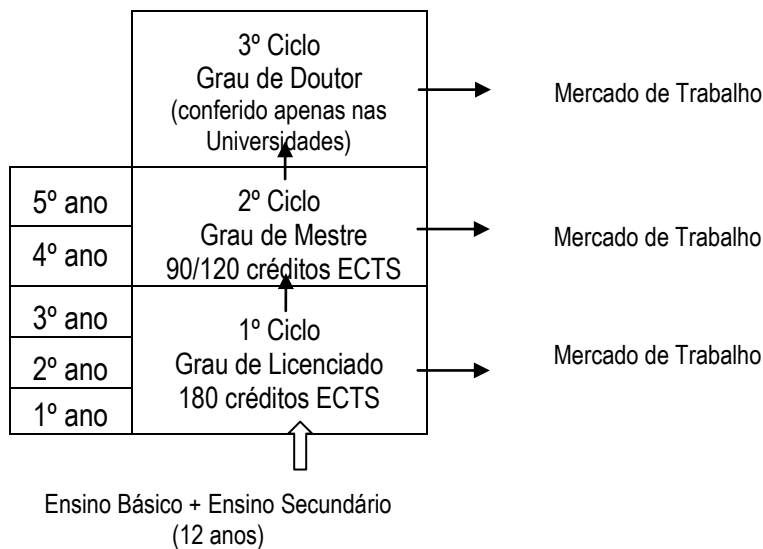 3º Ciclo
Grau de Doutor
(conferido apenas nas
Universidades)
Mercado de Trabalho
5º ano
4º ano
2º Ciclo
Grau de Mestre
90/120 créditos ECTS
Mercado de Trabalho
3º ano
2º ano
1º ano
1º Ciclo
Grau de Licenciado
180 créditos ECTS
Mercado de Trabalho
Ensino Básico + Ensino Secundário
(12 anos)